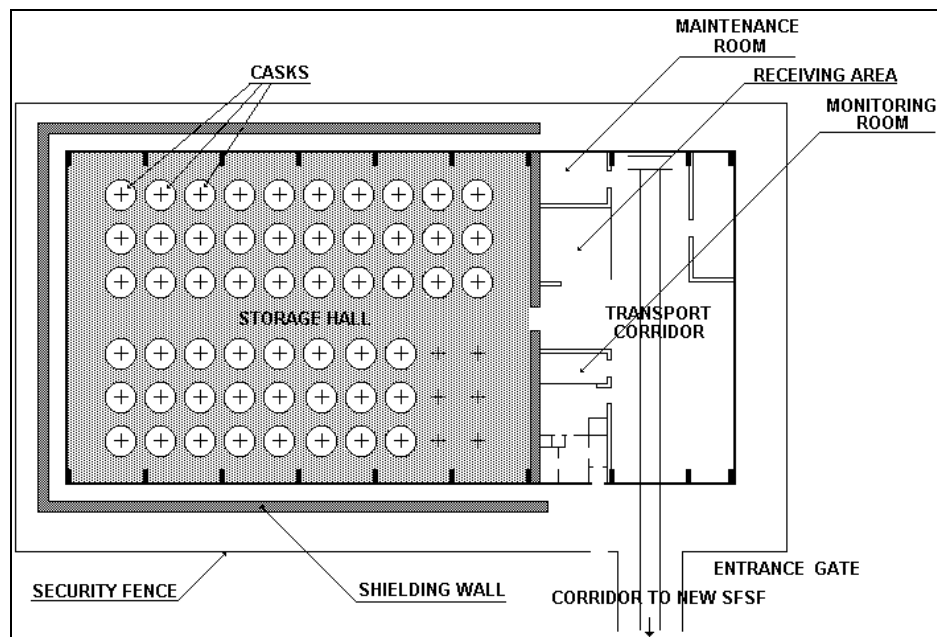 MAINTENANCE
ROOM
CASKS
RECEIVING AREA
MONITORING
ROOM
STORAGE HALL
TRANSPORT
CORRIDOR
ENTRANCE GATE
SECURITY FENCE
SHIELDING WALL
CORRIDOR TO NEW SFSF